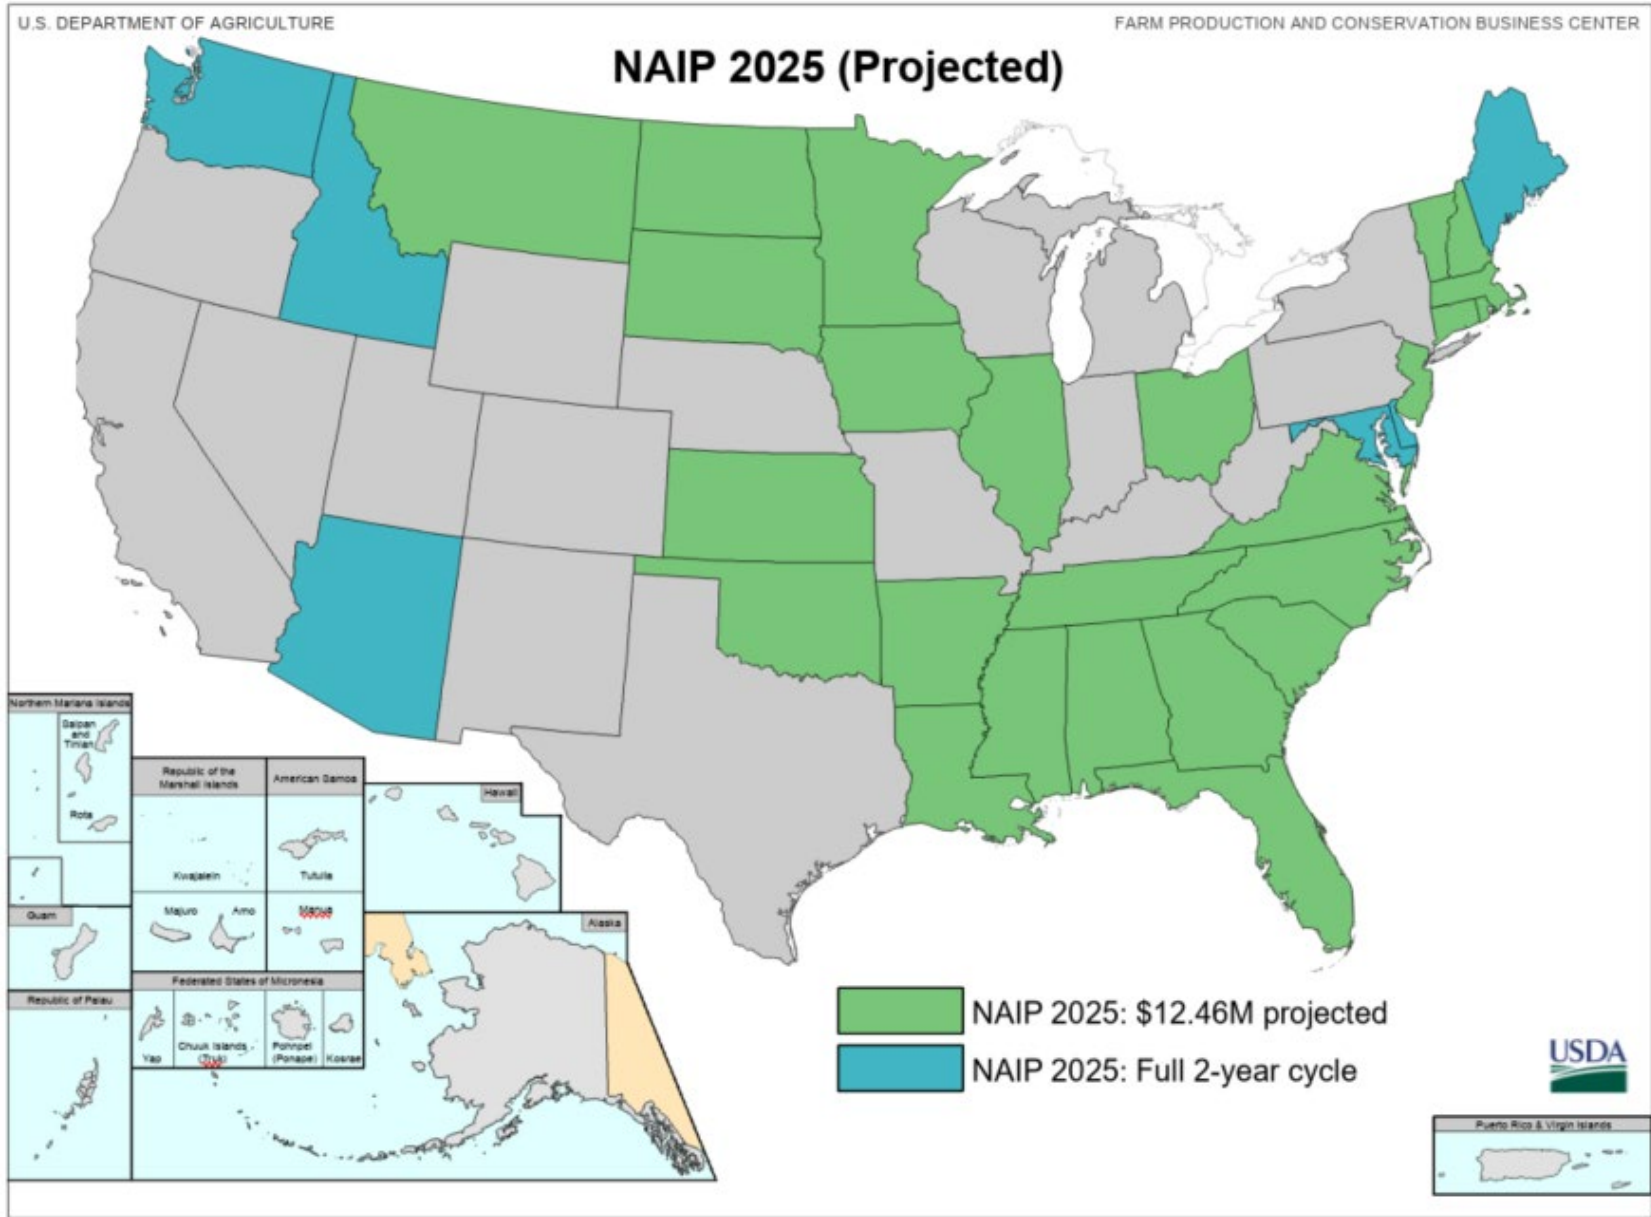 U.S. DEPARTMENT OF AGRICULTURE
FARM PRODUCTION AND CONSERVATION BUSINESS CENTER
NAIP 2025 (Projected)
Northern Mariana Islands
Saipan
and
Tinian
Rota
Guam
Republic of Palau
Republic of the
Marshall Islands
Kwajalein
Majuro
Arno
American Samoa
Tutuila
Manua
Federated States of Micronesia
Yap
Chuuk Islands
(Truk)
Pohnpei
(Ponape)
Kosrae
Hawaii
Alaska
NAIP 2025: $12.46M projected
NAIP 2025: Full 2-year cycle
USDA
Puerto Rico & Virgin Islands